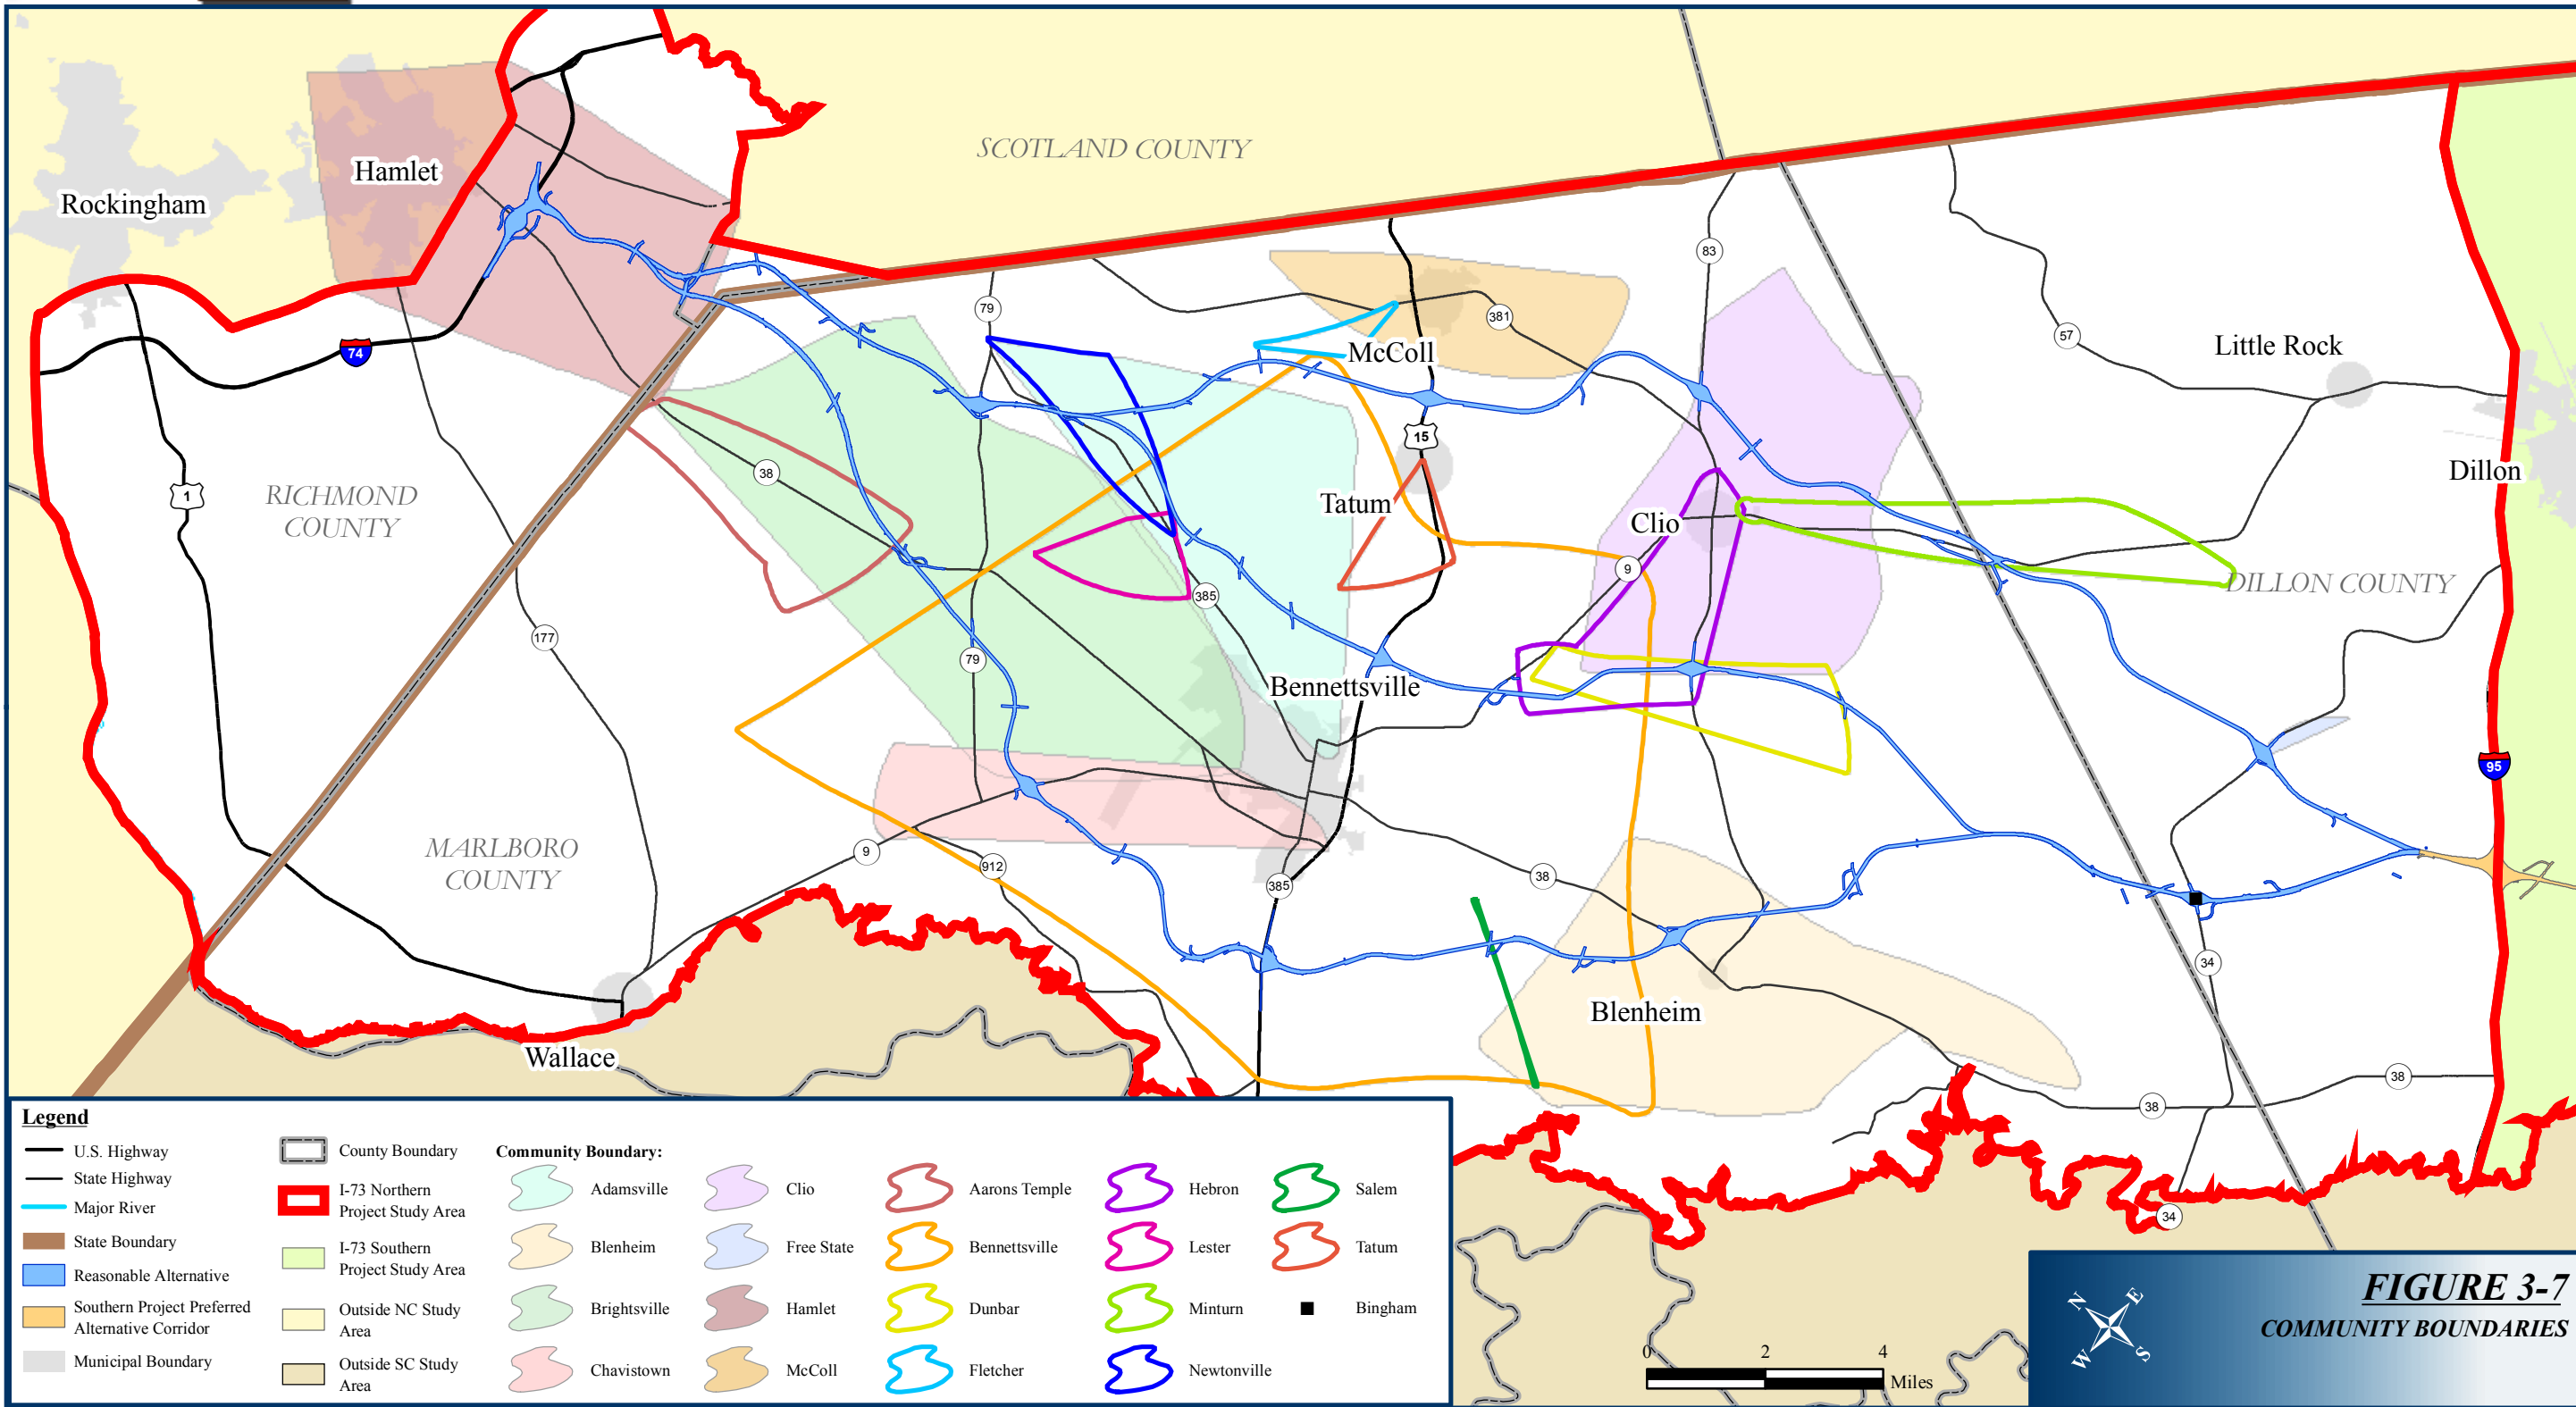 SCOTLAND COUNTY
Hamlet
Rockingham
83
79
381
74
McColl
57
Little Rock
15
38
Dillon
1
RICHMOND
COUNTY
Tatum
Clio
9
DILLON COUNTY
385
177
79
Bennettsville
95
MARLBORO
COUNTY
9
912
38
385
34
Blenheim
Wallace
38
38
34
Legend
U.S. Highway
State Highway
Major River
State Boundary
Reasonable Alternative
Southern Project Preferred
Alternative Corridor
Municipal Boundary
County Boundary
I-73 Northern
Project Study Area
I-73 Southern
Project Study Area
Outside NC Study
Area
Outside SC Study
Area
Community Boundary:
Adamsville
Blenheim
Brightsville
Chavistown
Clio
Free State
Hamlet
McColl
Aarons Temple
Bennettsville
Dunbar
Fletcher
Hebron
Lester
Minturn
Newtonville
Salem
Tatum
Bingham
0 2 4
Miles
N
E
W
S
FIGURE 3-7
COMMUNITY BOUNDARIES